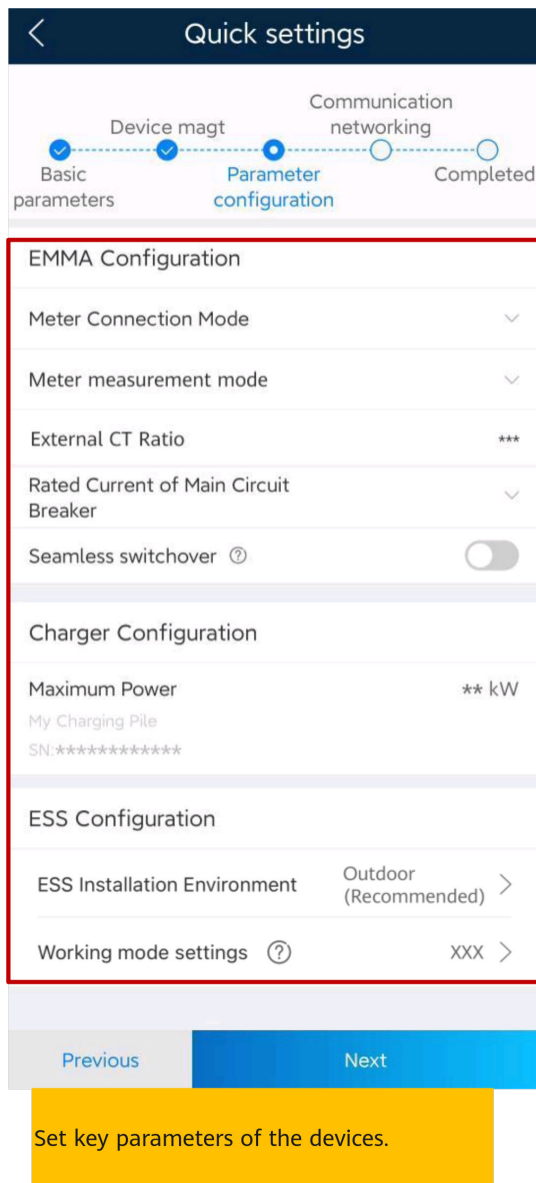 Quick settings
Communication
Device magt networking
Basic Parameter Completed
parameters configuration
EMMA Configuration
Meter Connection Mode
Meter measurement mode
External CT Ratio ***
Rated Current of Main Circuit
Breaker
Seamless switchover ?
Charger Configuration
Maximum Power ** kW
My Charging Pile
SN:************
ESS Configuration
ESS Installation Environment Outdoor
(Recommended)
Working mode settings ? XXX
Previous Next
Set key parameters of the devices.